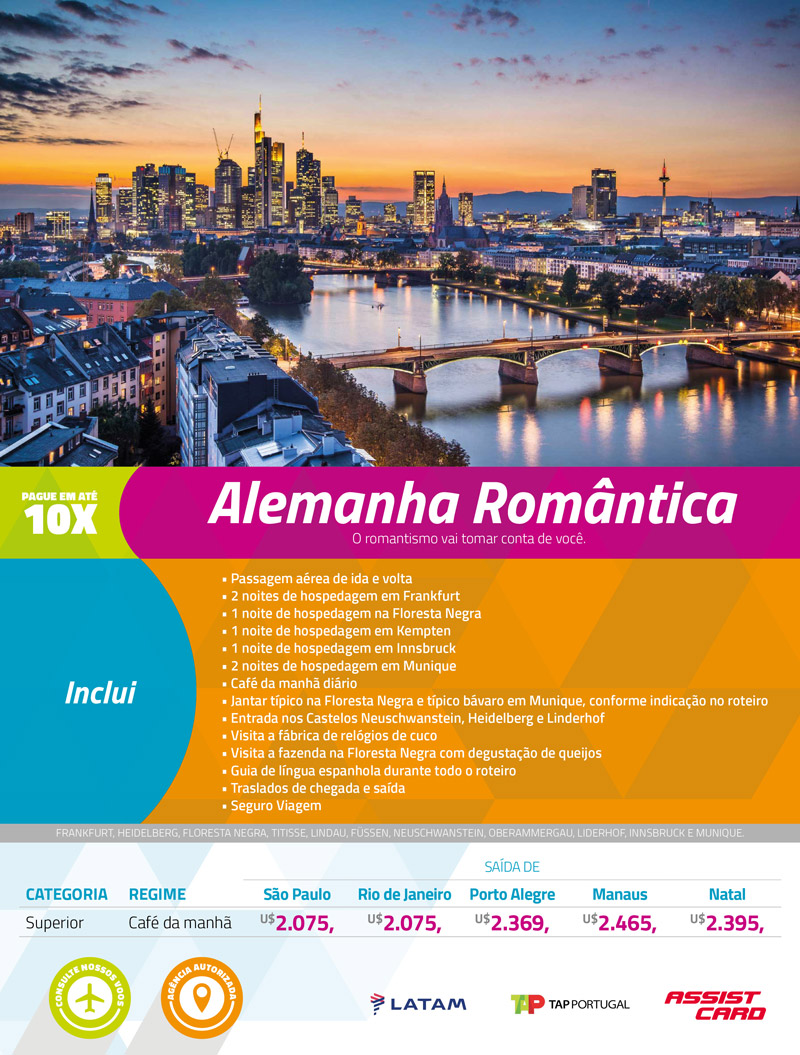 PAGUE EM ATÉ
10X
Alemanha Romântica
O romantismo vai tomar conta de você.
Inclui
• Passagem aérea de ida e volta
• 2 noites de hospedagem em Frankfurt
• 1 noite de hospedagem na Floresta Negra
• 1 noite de hospedagem em Kempten
• 1 noite de hospedagem em Innsbruck
• 2 noites de hospedagem em Munique
• Café da manhã diário
• Jantar típico na Floresta Negra e típico bávaro em Munique, conforme indicação no roteiro
• Entrada nos Castelos Neuschwanstein, Heidelberg e Linderhof
• Visita a fábrica de relógios de cuco
• Visita a fazenda na Floresta Negra com degustação de queijos
• Guia de língua espanhola durante todo o roteiro
• Traslados de chegada e saída
• Seguro Viagem
FRANKFURT, HEIDELBERG, FLORESTA NEGRA, TITISSE, LINDAU, FÜSSEN, NEUSCHWANSTEIN, OBERAMMERGAU, LIDERHOF, INNSBRUCK E MUNIQUE.
SAÍDA DE
CATEGORIA REGIME São Paulo Rio de Janeiro Porto Alegre Manaus Natal
Superior Café da manhã U$2.075, U$2.075, U$2.369, U$2.465, U$2.395,
CONSULTE NOSSOS VOOS
AGÊNCIA AUTORIZADA
LATAM
TAP TAP PORTUGAL
ASSIST
CARD